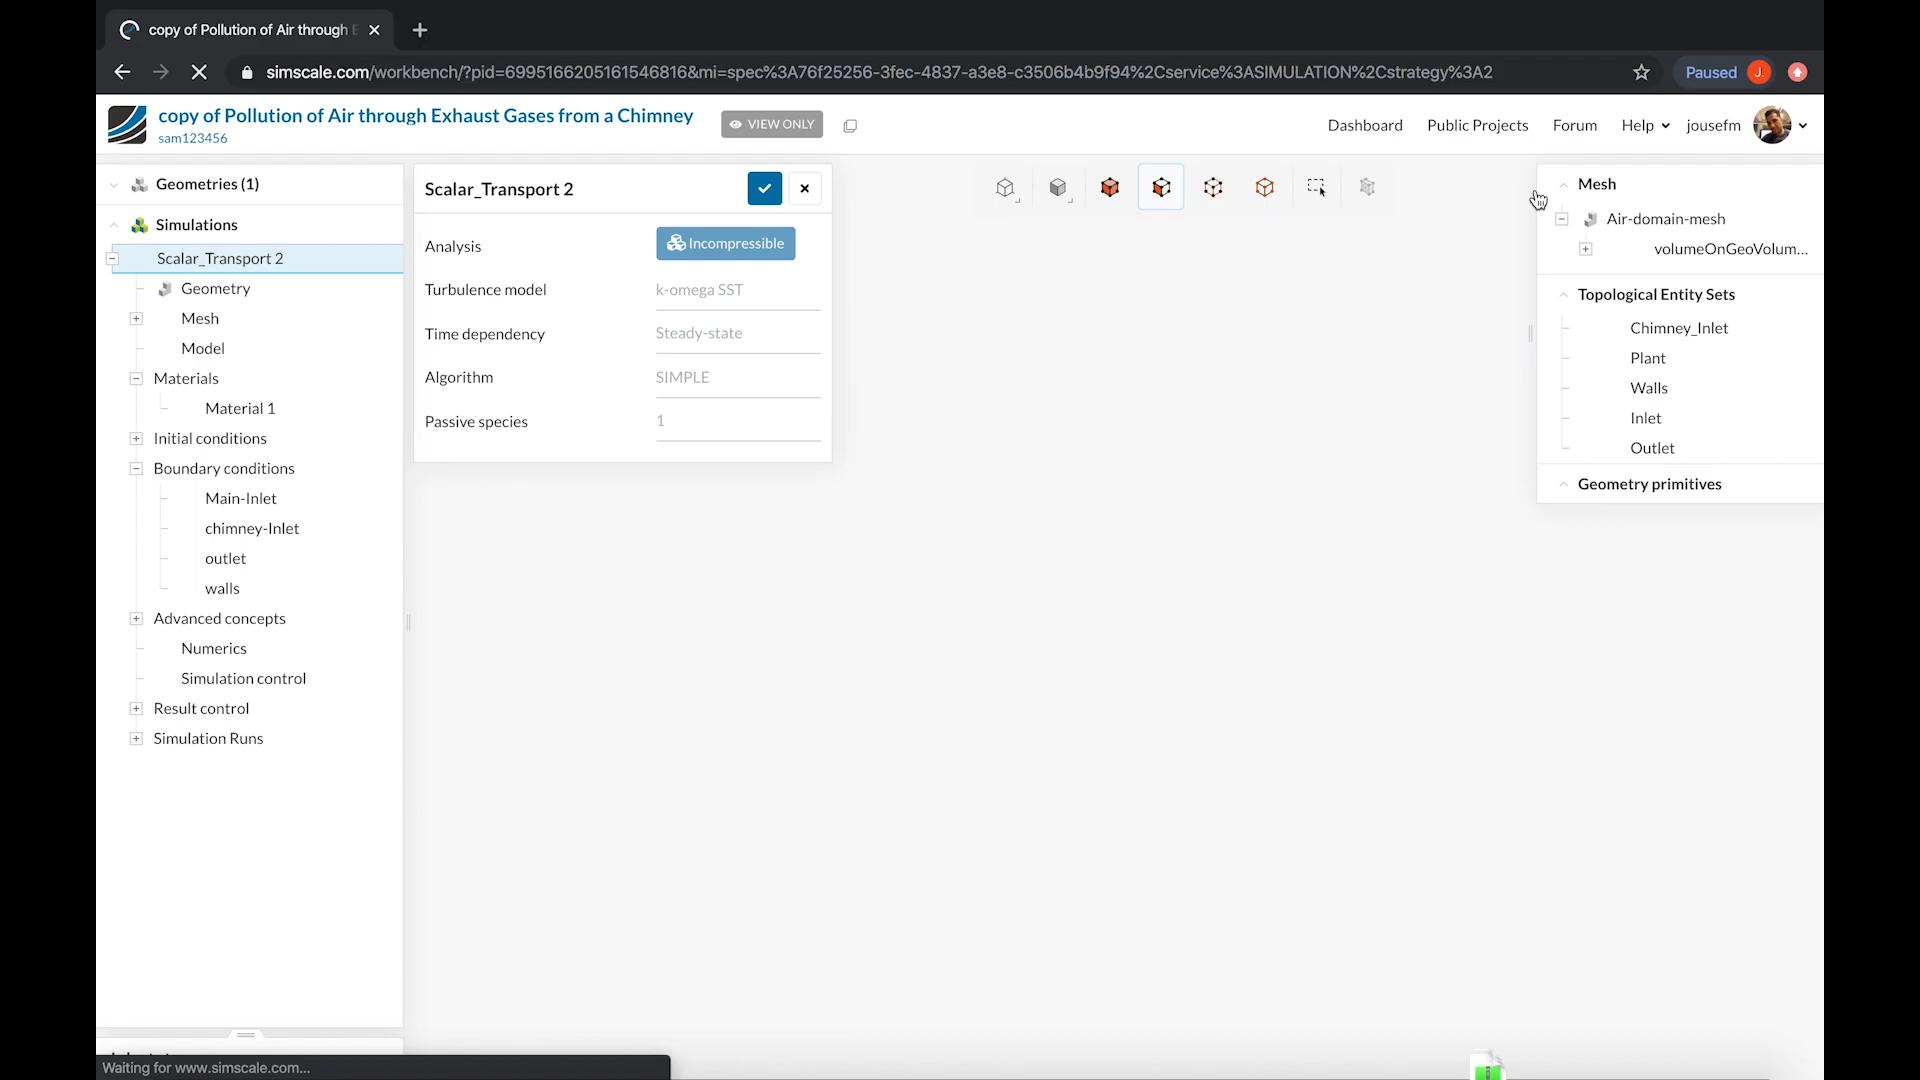 copy of Pollution of Air through
simscale.com/workbench/?pid=6995166205161546816&mi=spec%3A76f25256-3fec-4837-a3e8-c3506b4b9f94%2Cservice%3ASIMULATION%2Cstrategy%3A2
Paused J.
copy of Pollution of Air through Exhaust Gases from a Chimney
sam123456
VIEW ONLY
Dashboard Public Projects Forum Help jousefm
Geometries (1)
Simulations
Scalar_Transport 2
Geometry
Mesh
Model
Materials
Material 1
Initial conditions
Boundary conditions
Main-Inlet
chimney-Inlet
outlet
walls
Advanced concepts
Numerics
Simulation control
Result control
Simulation Runs
Scalar_Transport 2
Analysis Incompressible
Turbulence model k-omega SST
Time dependency Steady-state
Algorithm SIMPLE
Passive species 1
Mesh
Air-domain-mesh
volumeOnGeoVolum...
Topological Entity Sets
Chimney_Inlet
Plant
Walls
Inlet
Outlet
Geometry primitives
Waiting for www.simscale.com...